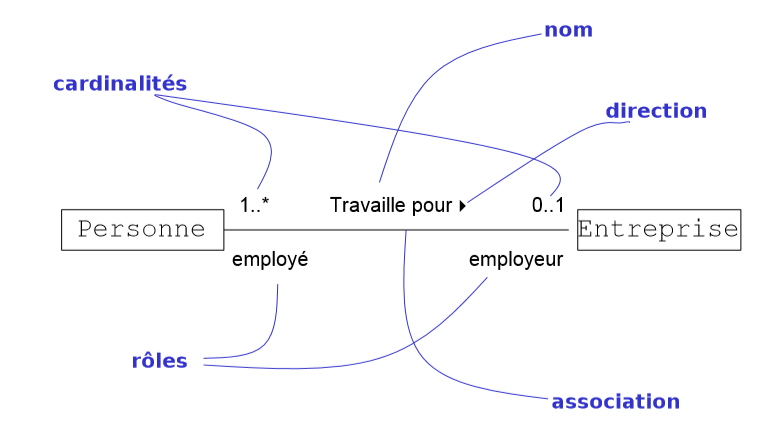 nom
cardinalités
direction
1..* Travaille pour 0..1
Personne Entreprise
employé employeur
rôles
association